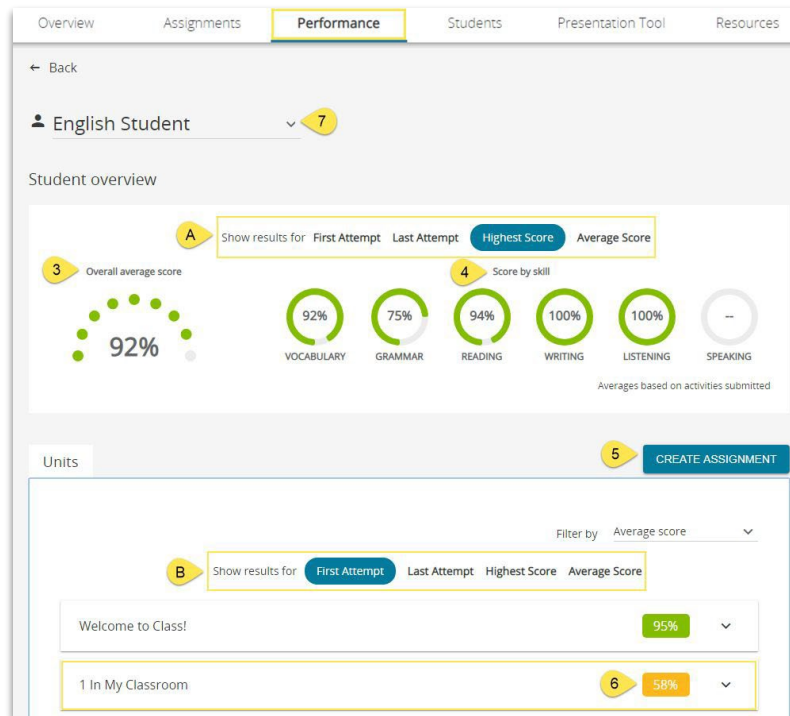 Overview Assignments Performance Students Presentation Tool Resources
← Back
English Student 7
Student overview
A Show results for First Attempt Last Attempt Highest Score Average Score
3 Overall average score 4 Score by skill
92% 92% 75% 94% 100% 100% --
VOCABULARY GRAMMAR READING WRITING LISTENING SPEAKING
Averages based on activities submitted
Units 5 CREATE ASSIGNMENT
Filter by Average score
B Show results for First Attempt Last Attempt Highest Score Average Score
Welcome to Class! 95%
1 In My Classroom 6 58%